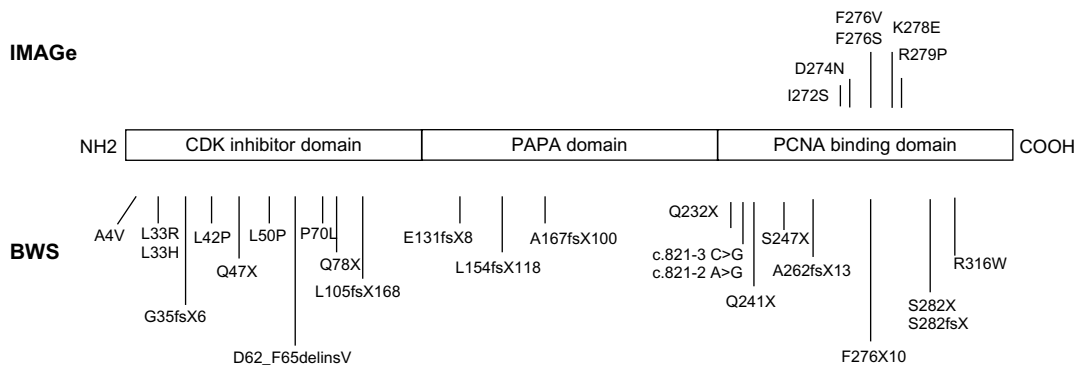 IMAGe
F276V
F276S
K278E
R279P
D274N
I272S
NH2
CDK inhibitor domain
PAPA domain
PCNA binding domain
COOH
BWS
A4V
L33R
L33H
G35fsX6
L42P
Q47X
L50P
D62_F65delinsV
P70L
Q78X
L105fsX168
E131fsX8
L154fsX118
A167fsX100
Q232X
c.821-3 C>G
c.821-2 A>G
Q241X
S247X
A262fsX13
F276X10
S282X
S282fsX
R316W